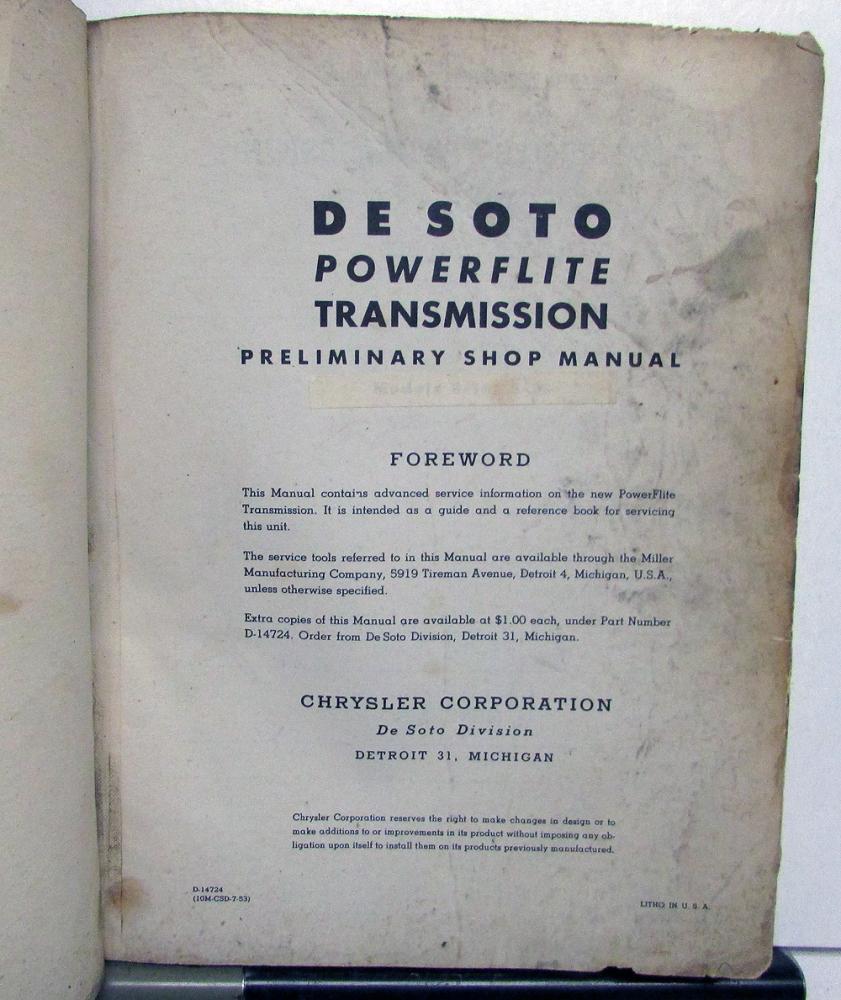 DE SOTO
POWERFLITE
TRANSMISSION
PRELIMINARY SHOP MANUAL
FOREWORD
This Manual contains advanced service information on the new PowerFlite
Transmission. It is intended as a guide and a reference book for servicing
this unit.
The service tools referred to in this Manual are available through the Miller
Manufacturing Company, 5919 Tireman Avenue, Detroit 4, Michigan, U.S.A.,
unless otherwise specified.
Extra copies of this Manual are available at $1.00 each, under Part Number
D-14724. Order from De Soto Division, Detroit 31, Michigan.
CHRYSLER CORPORATION
De Soto Division
DETROIT 31, MICHIGAN
Chrysler Corporation reserves the right to make changes in design or to
make additions to or improvements in its product without imposing any ob-
ligation upon itself to install them on its products previously manufactured.
D-14724
(10M-CSD-7-53)
LITHO IN U. S. A.